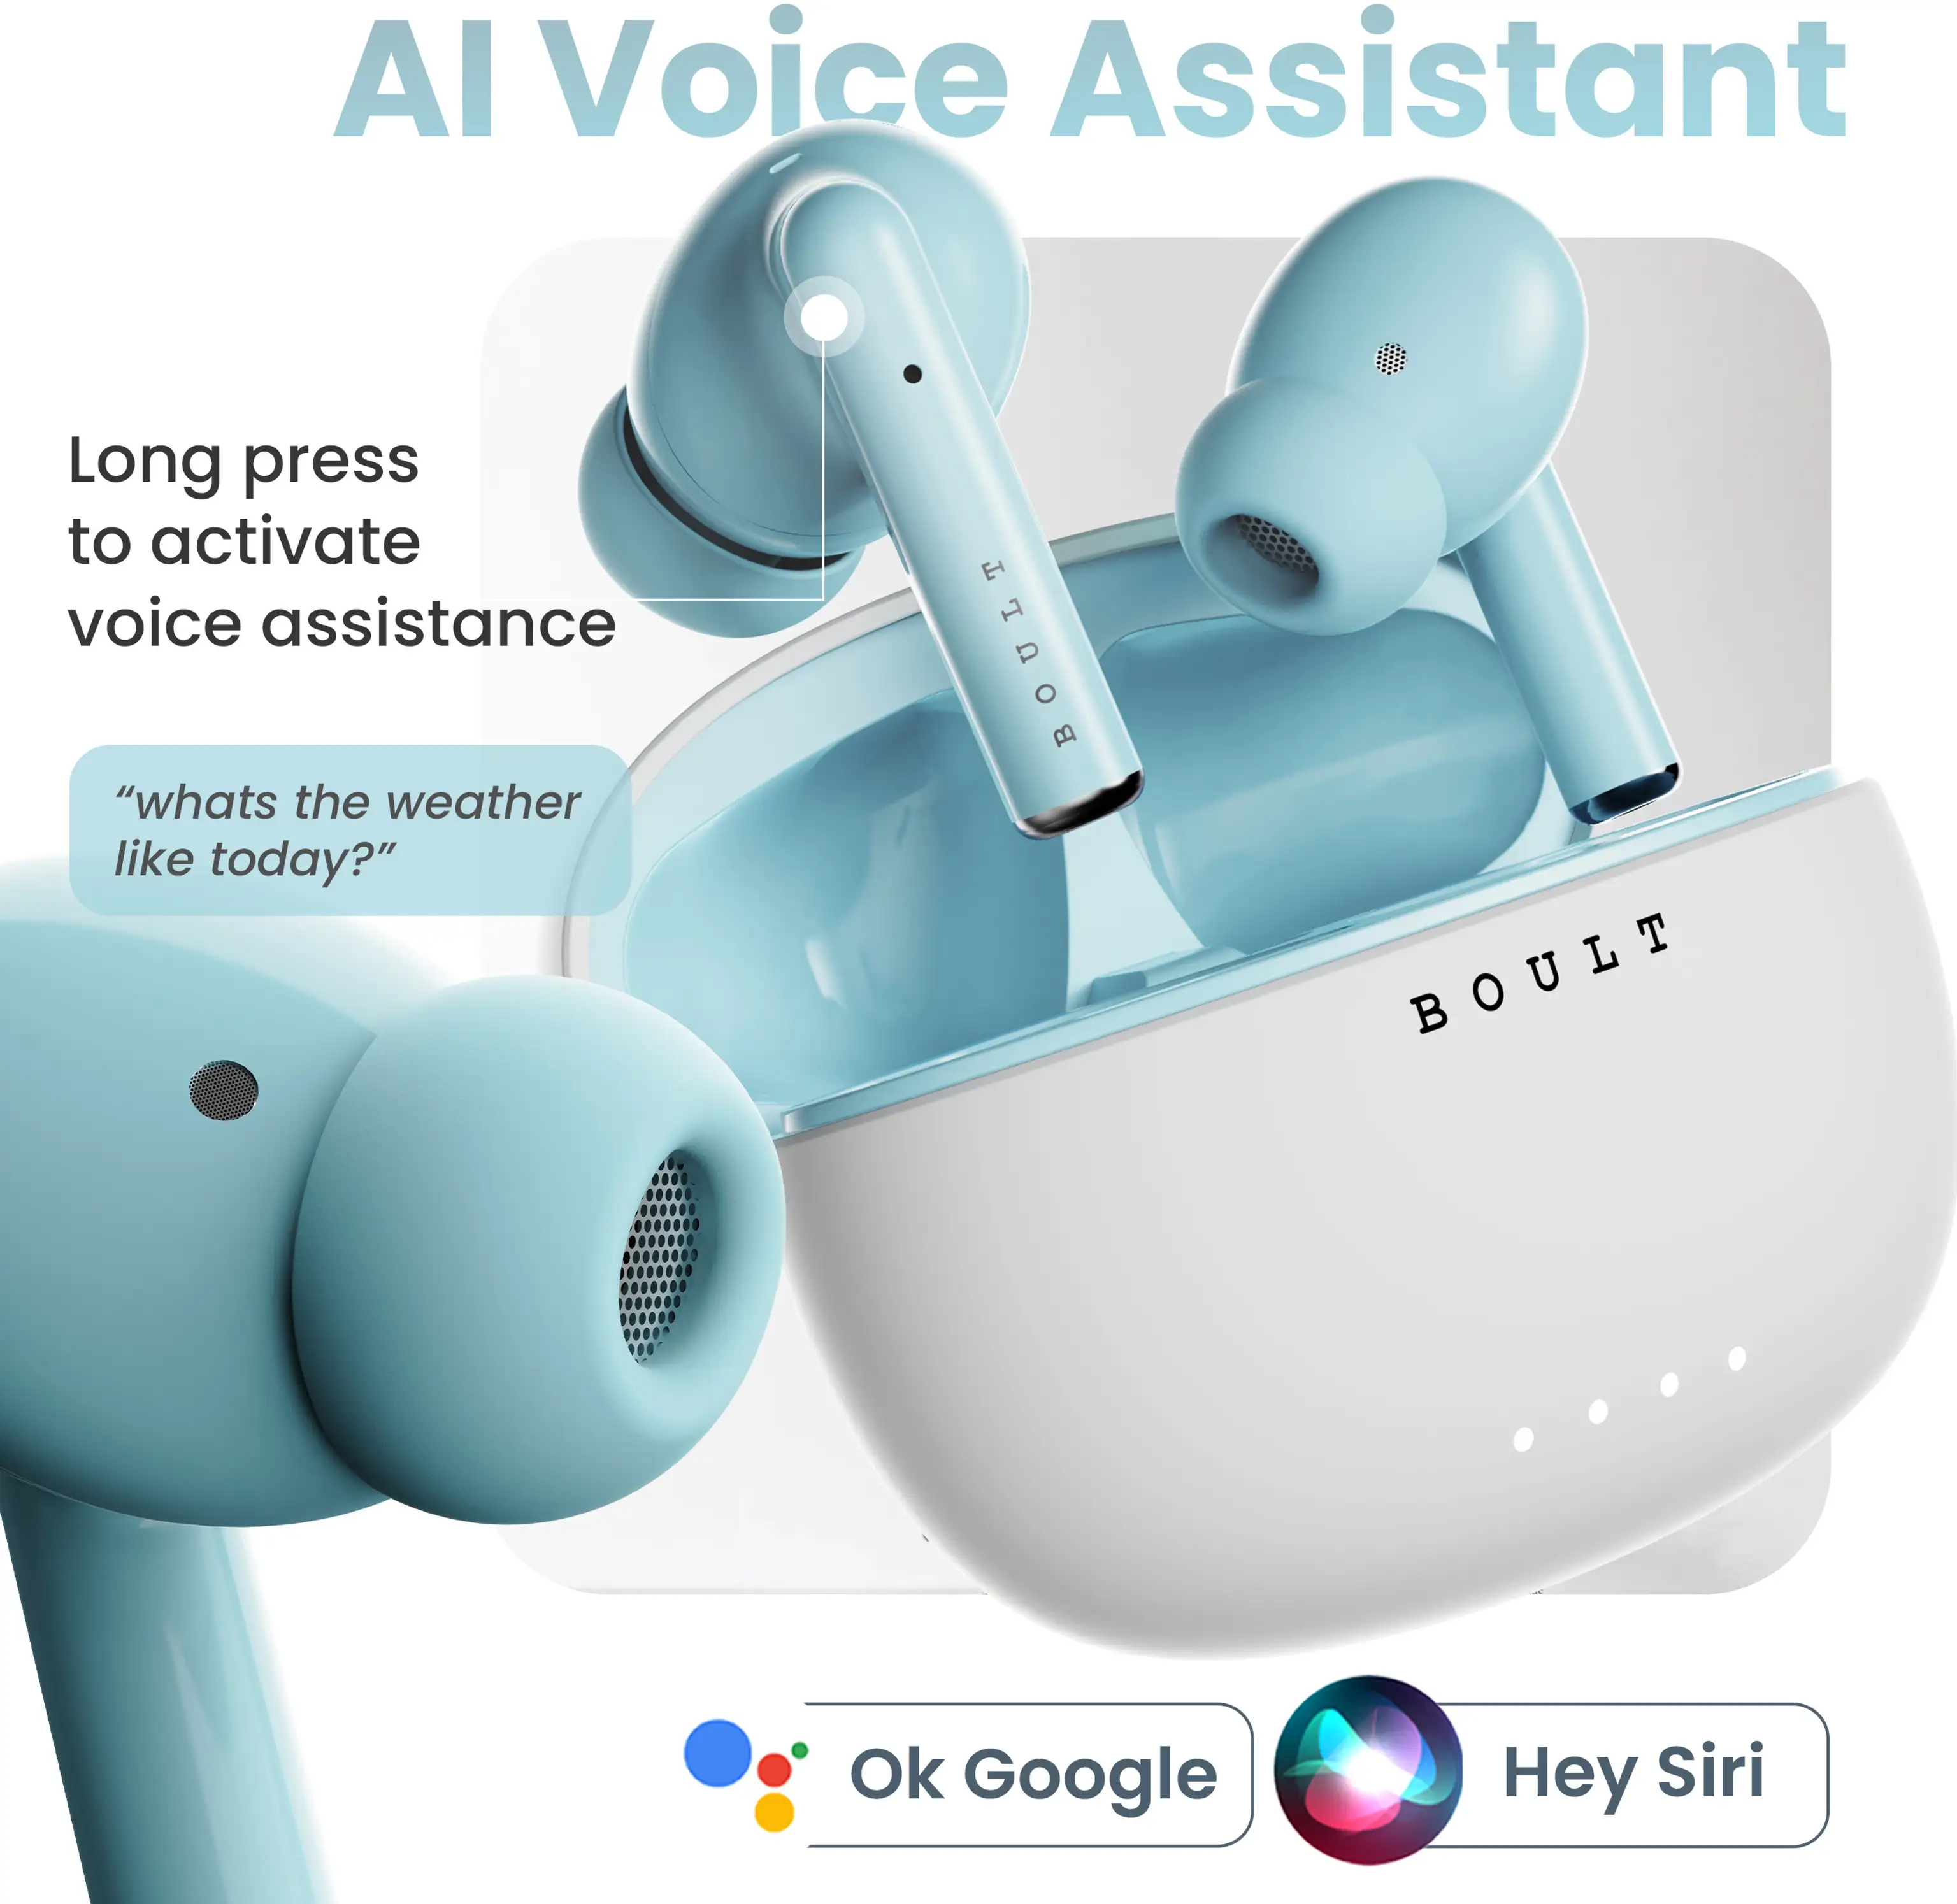 AI Voice Assistant
Long press
to activate
voice assistance
“whats the weather
like today?”
BOULT
BOULT
Ok Google
Hey Siri